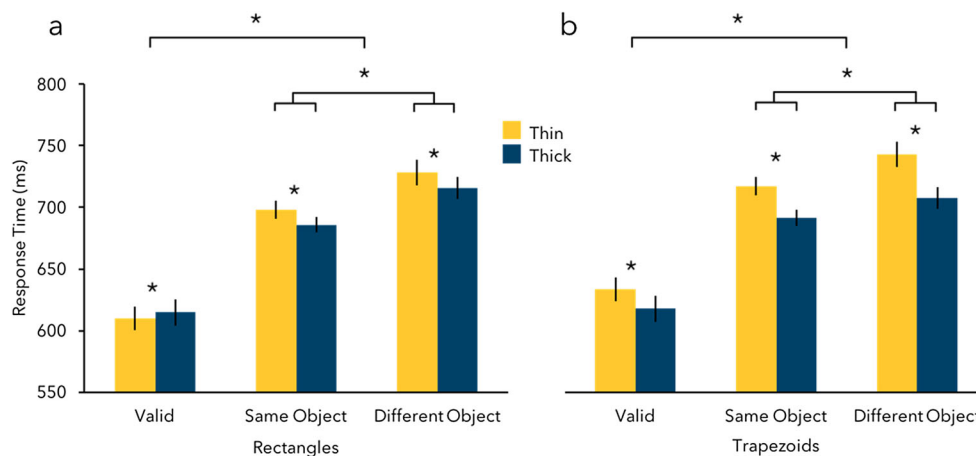 a
*
b
*
*
*
800
750
700
650
600
550
Response Time (ms)
*
*
*
Thin
Thick
*
*
*
Valid
Same Object
Different Object
Rectangles
Valid
Same Object
Different Object
Trapezoids